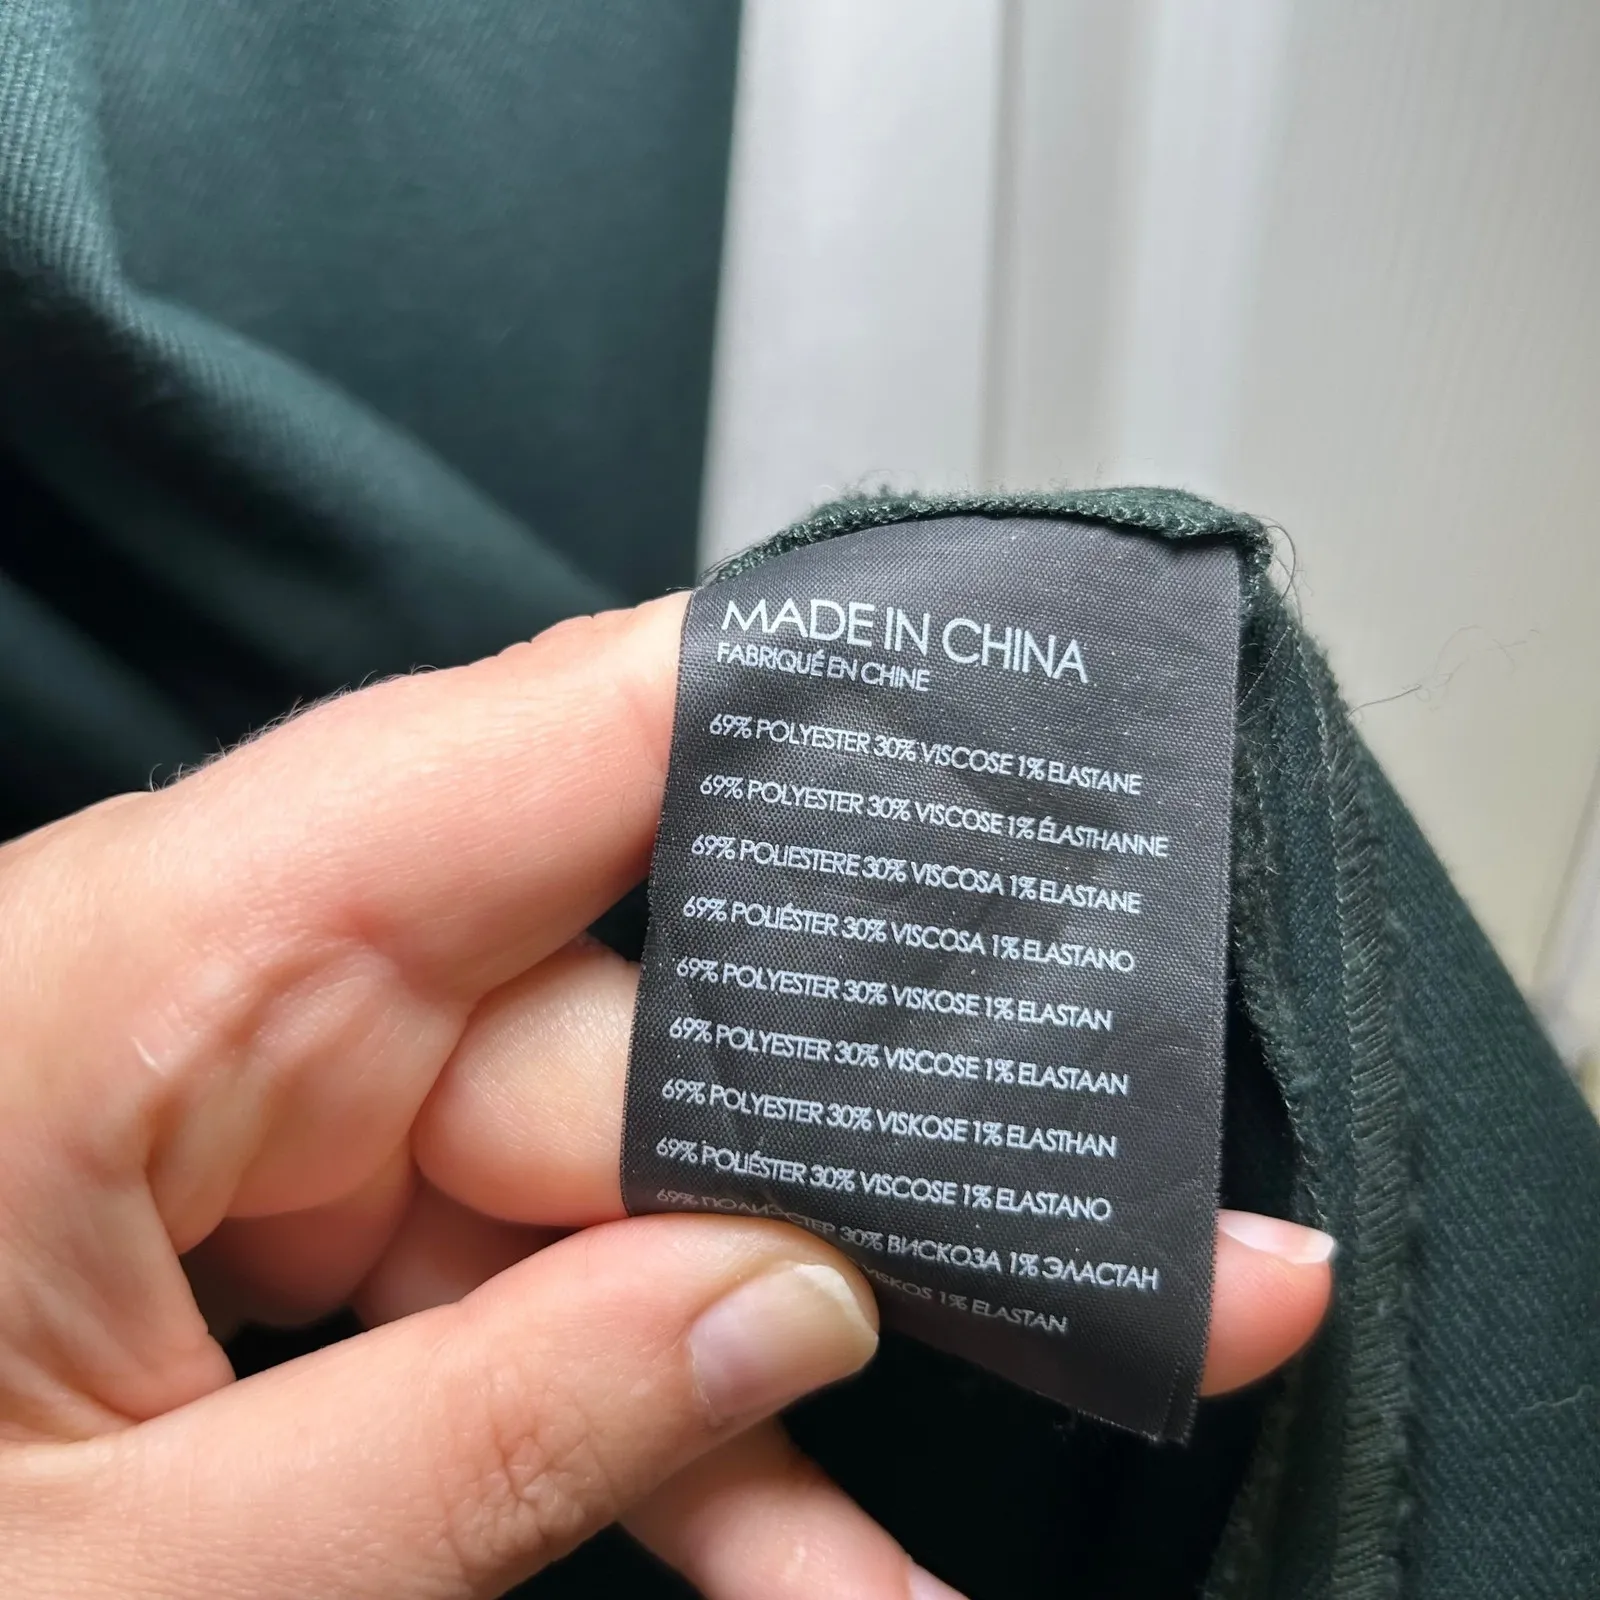 MADE IN CHINA
FABRIQUÉ EN CHINE
69% POLYESTER 30% VISCOSE 1% ELASTANE
69% POLYESTER 30% VISCOSE 1% ÉLASTHANNE
69% POLIESTERE 30% VISCOSA 1% ELASTANE
69% POLIÉSTER 30% VISCOSA 1% ELASTANO
69% POLYESTER 30% VISKOSE 1% ELASTAN
69% POLYESTER 30% VISCOSE 1% ELASTAAN
69% POLYESTER 30% VISKOSE 1% ELASTHAN
69% POLIÉSTER 30% VISCOSE 1% ELASTANO
69% ПОЛИЭСТЕР 30% ВИСКОЗА 1% ЭЛАСТАН
VISKOS 1% ELASTAN